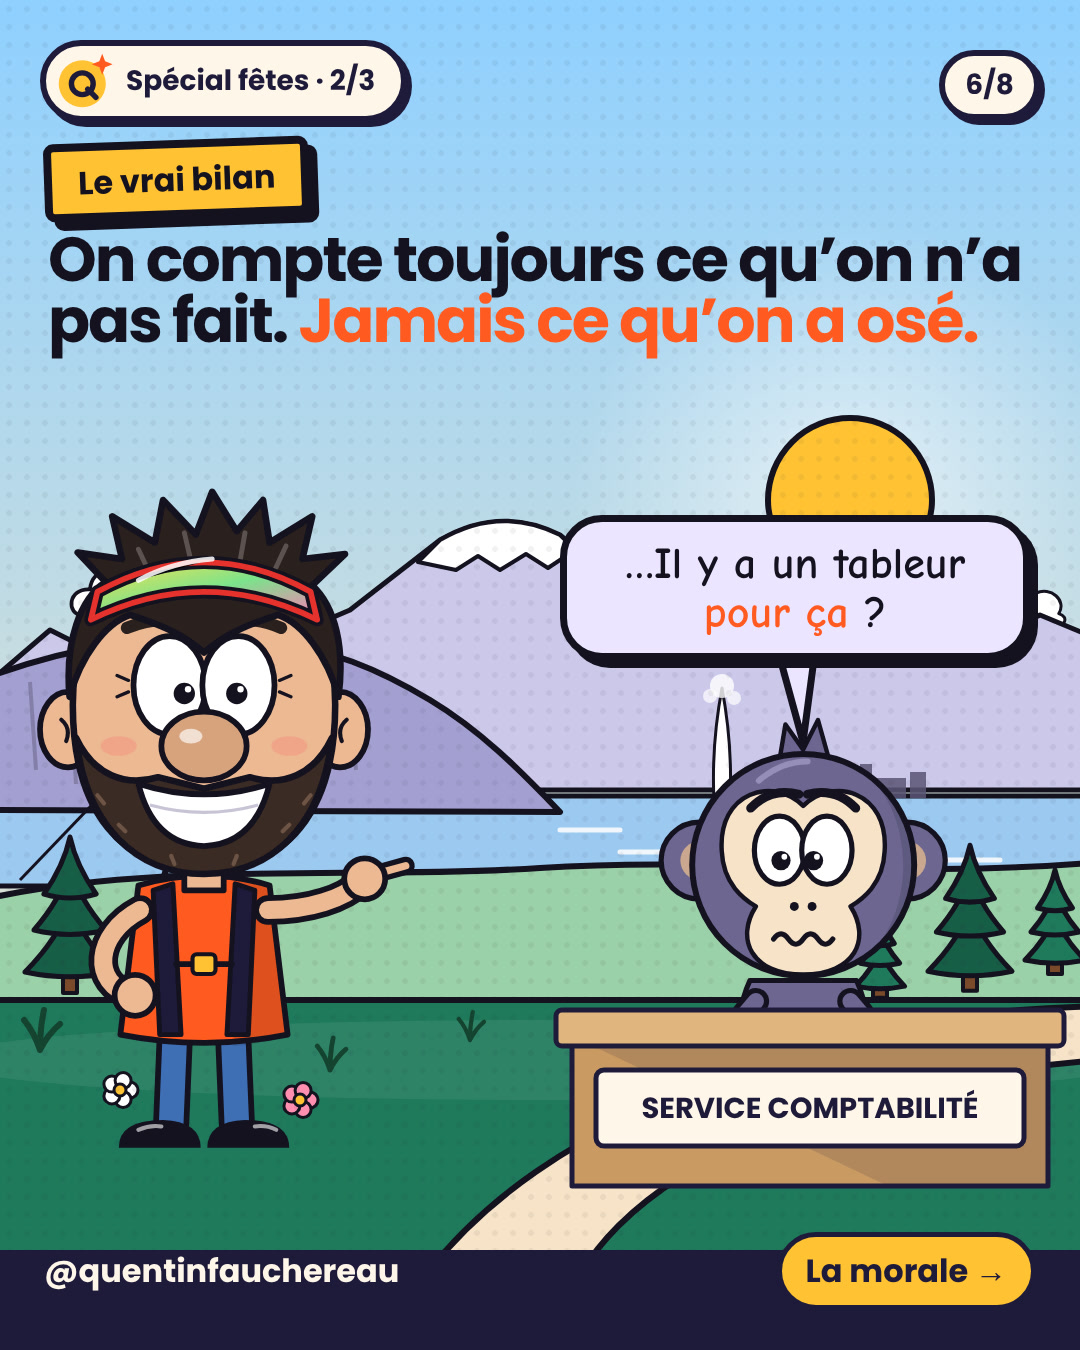 Q Spécial fêtes · 2/3
6/8
Le vrai bilan
On compte toujours ce qu’on n’a
pas fait. Jamais ce qu’on a osé.
...Il y a un tableur
pour ça ?
SERVICE COMPTABILITÉ
@quentinfauchereau
La morale →